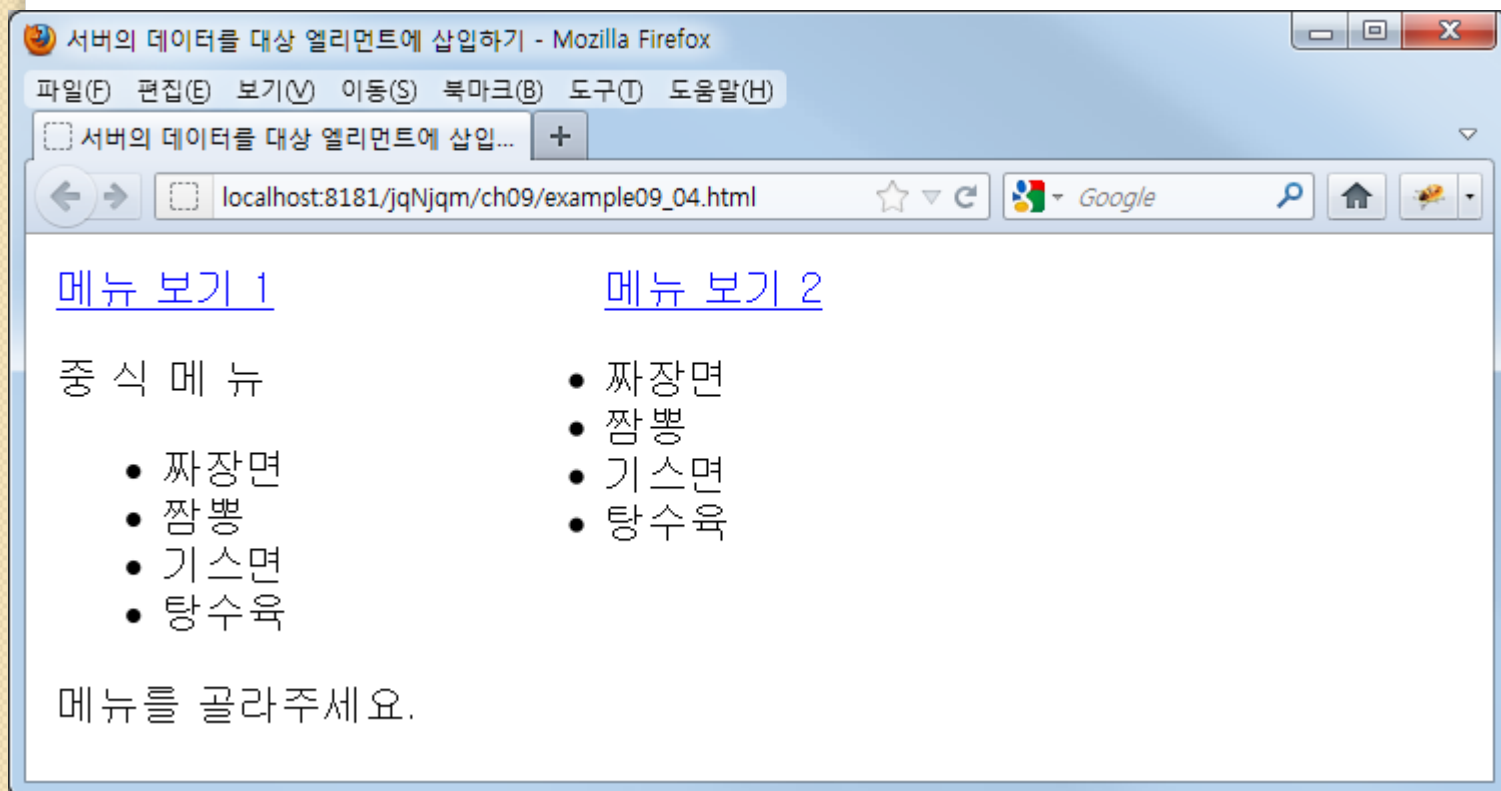 서버의 데이터를 대상 엘리먼트에 삽입하기 - Mozilla Firefox
파일(F) 편집(E) 보기(V) 이동(S) 북마크(B) 도구(T) 도움말(H)
서버의 데이터를 대상 엘리먼트에 삽입...
localhost:8181/jqNjqm/ch09/example09_04.html
Google
메뉴 보기 1
중 식 메 뉴
짜장면
짬뽕
기스면
탕수육
메뉴를 골라주세요.
메뉴 보기 2
짜장면
짬뽕
기스면
탕수육